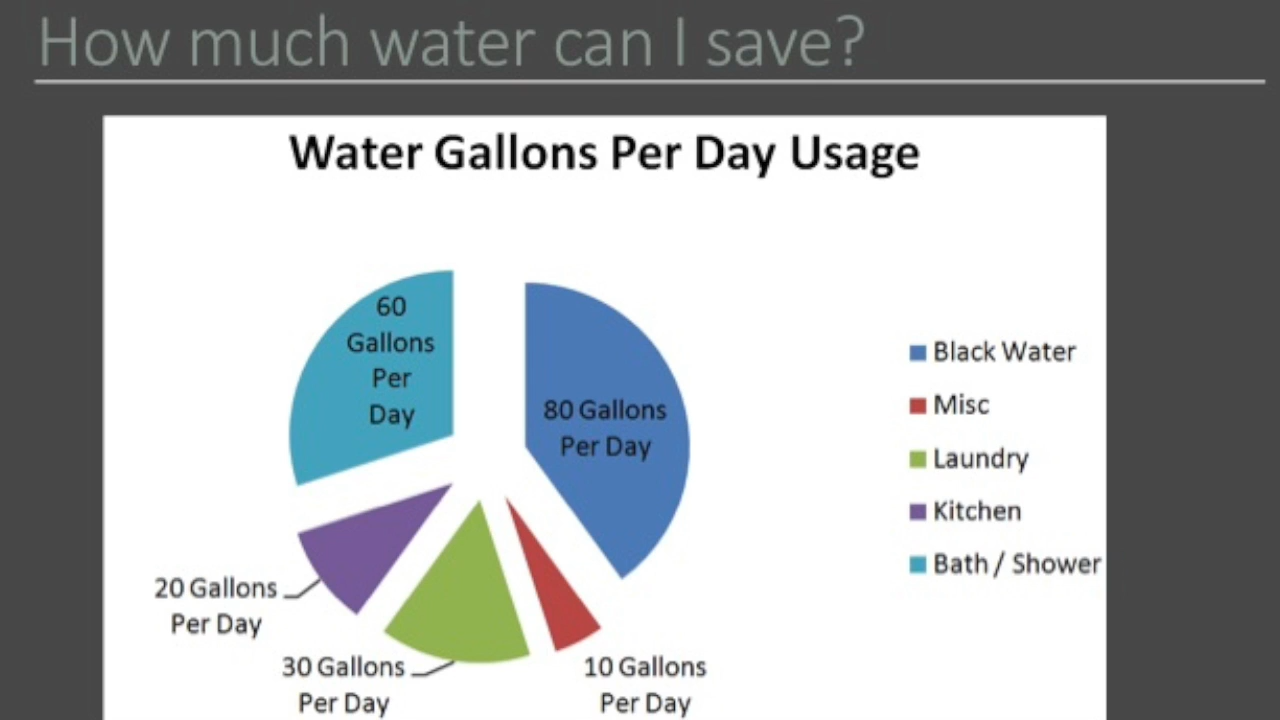 How much water can I save?
Water Gallons Per Day Usage
60
Gallons
Per
Day
80 Gallons
Per Day
20 Gallons
Per Day
30 Gallons
Per Day
10 Gallons
Per Day
Black Water
Misc
Laundry
Kitchen
Bath / Shower